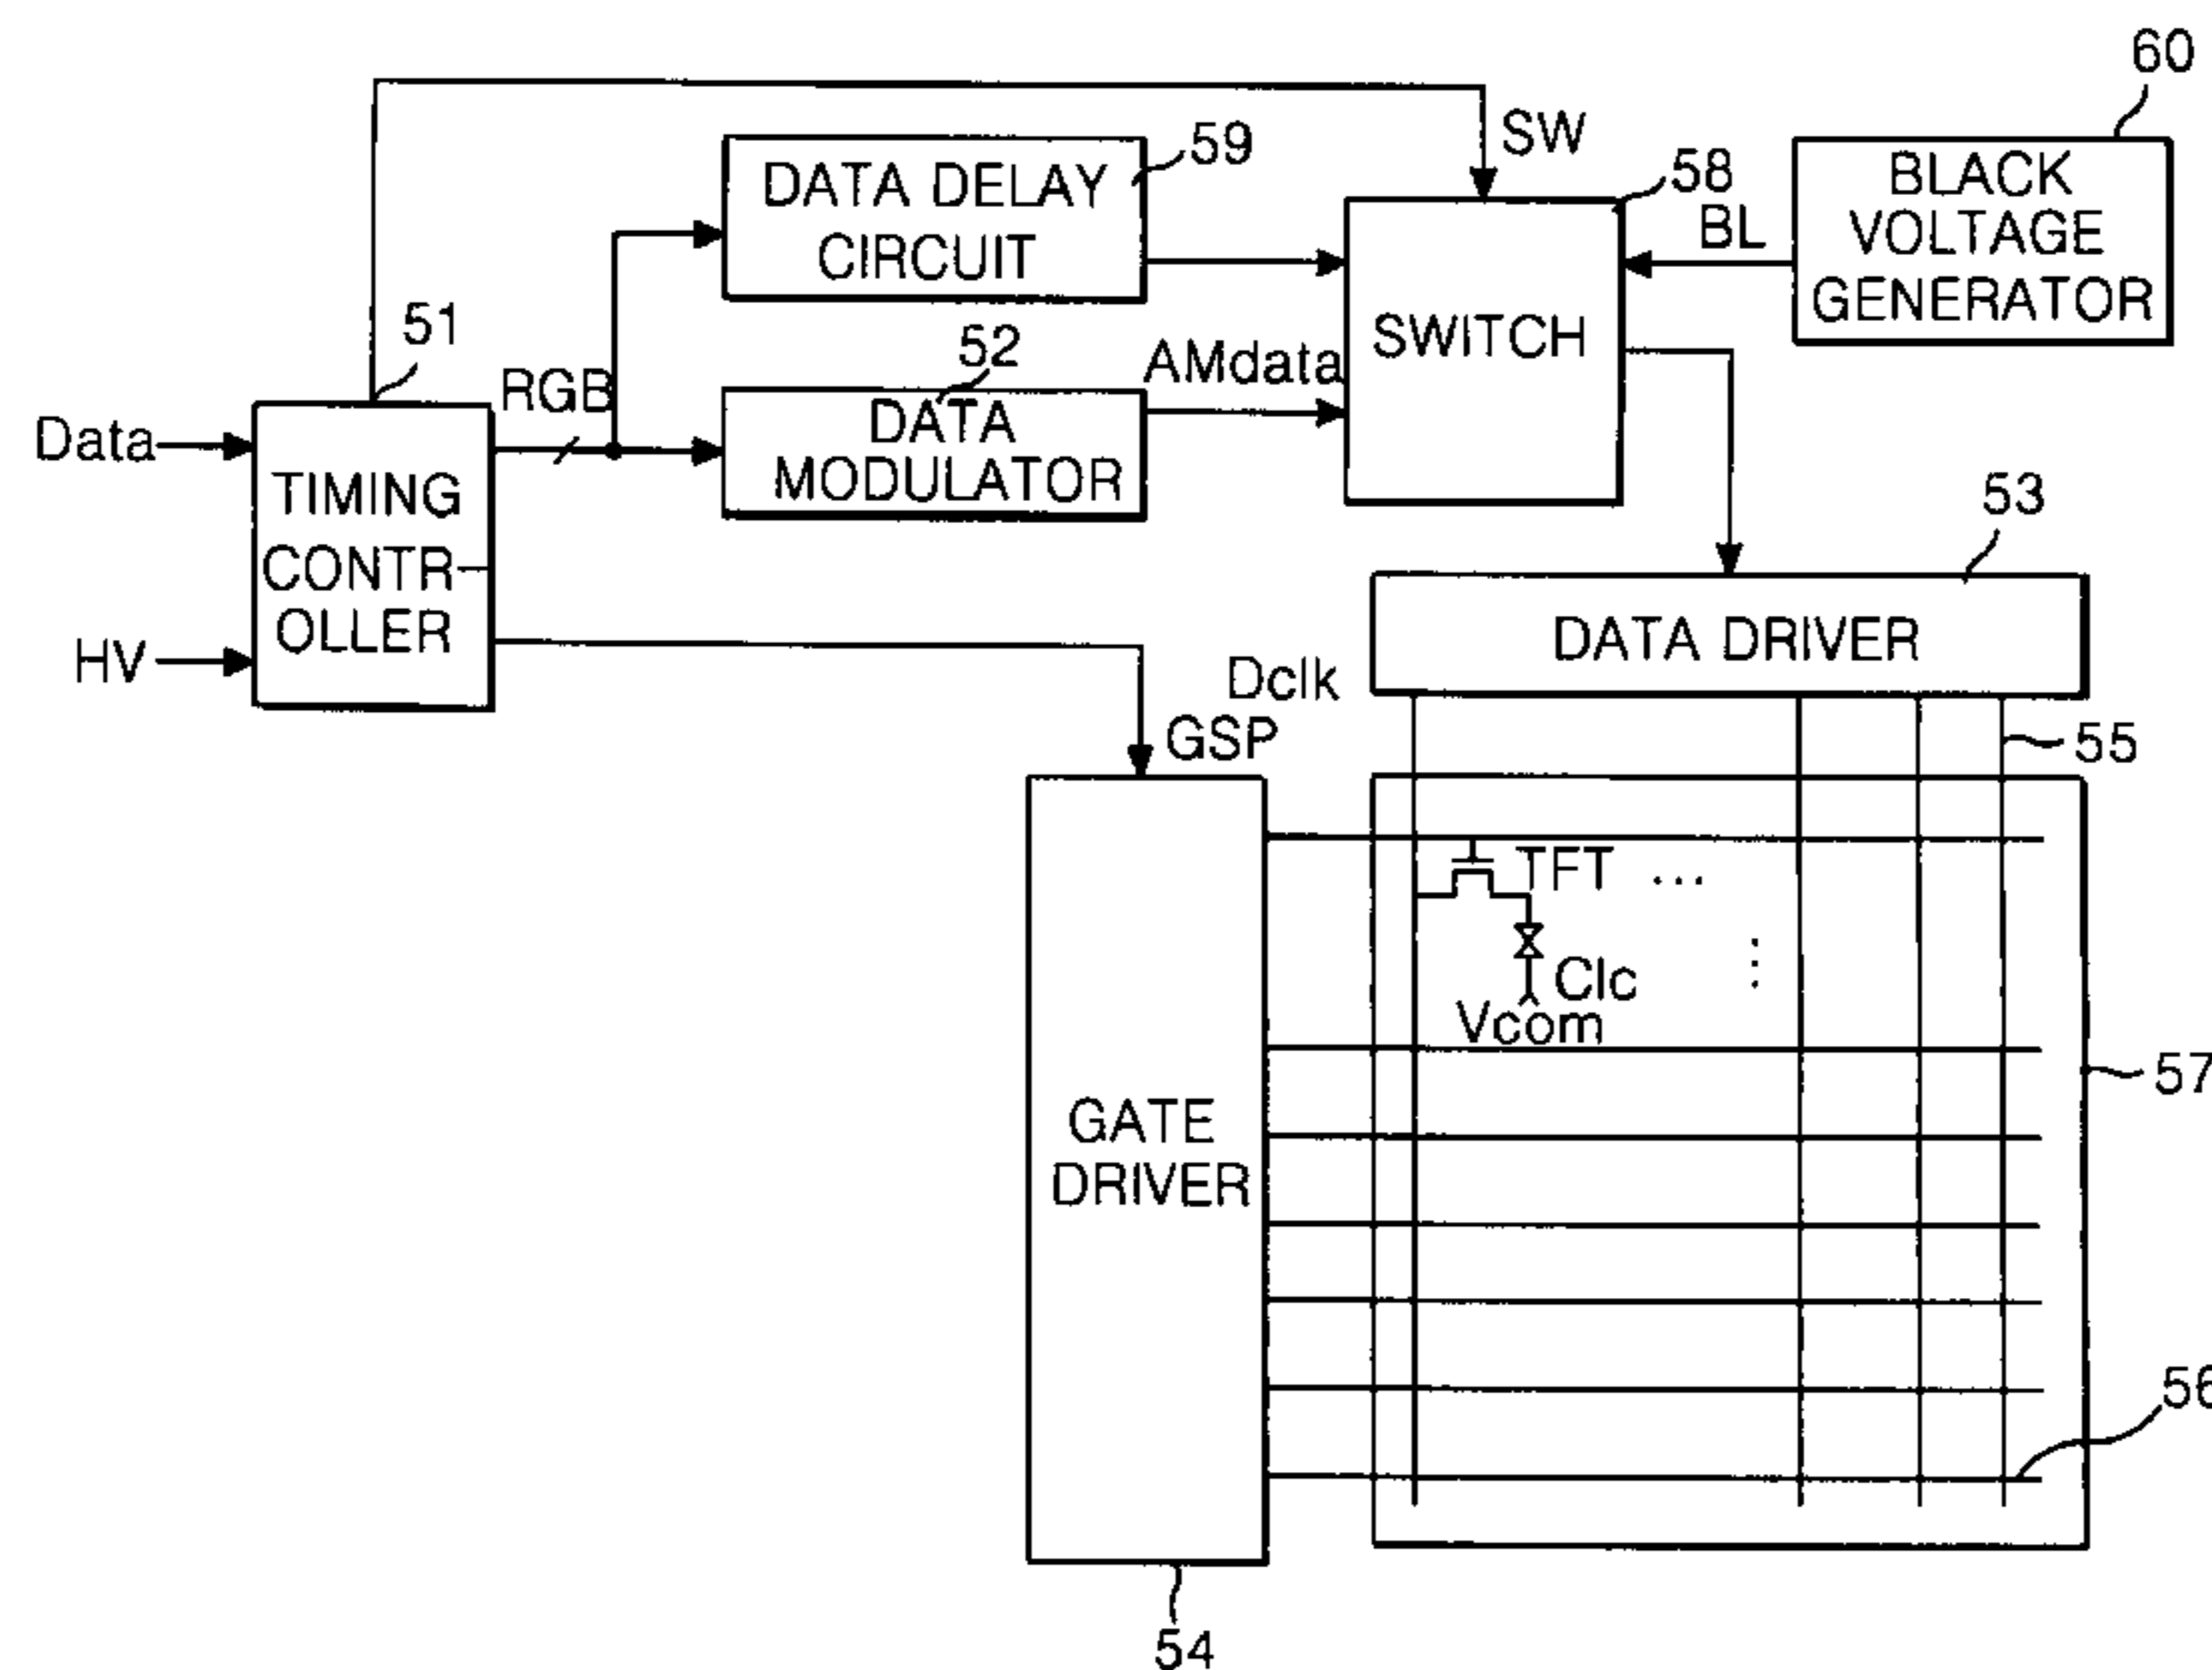 60
SW
59
DATA DELAY
CIRCUIT
58
BLACK
VOLTAGE
GENERATOR
BL
SWITCH
51
52
AMdata
RGB
Data
TIMING
CONTR-
OLLER
HV
DATA
MODULATOR
53
DATA DRIVER
Dclk
GSP
55
TFT ...
Clc
Vcom
57
GATE
DRIVER
56
54